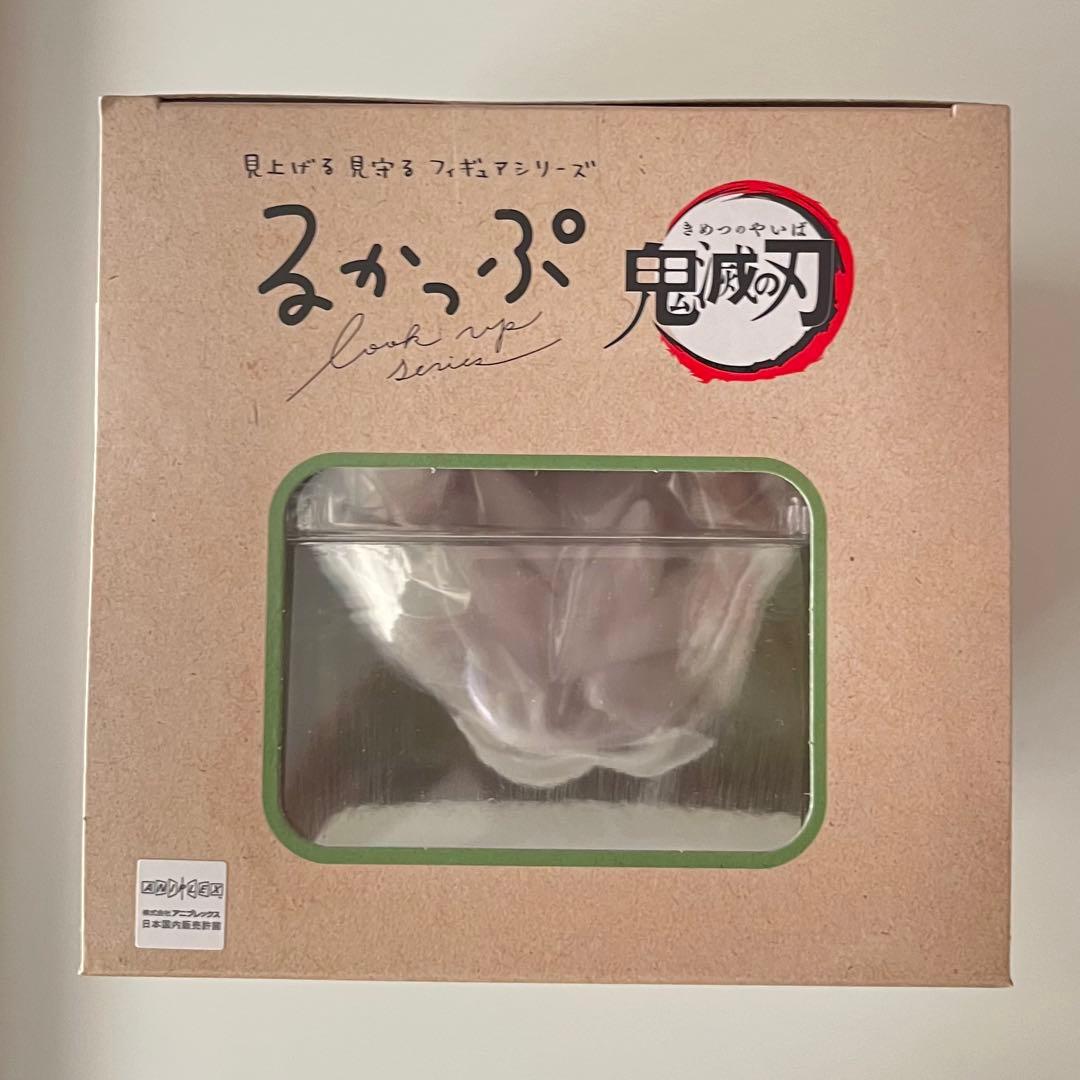 見上げる 見守る フィギュアシリーズ
るかっぷ
look up
series
きめつのやいば
鬼滅の刃
ANIPLEX
株式会社アニプレックス
日本国内販売許諾